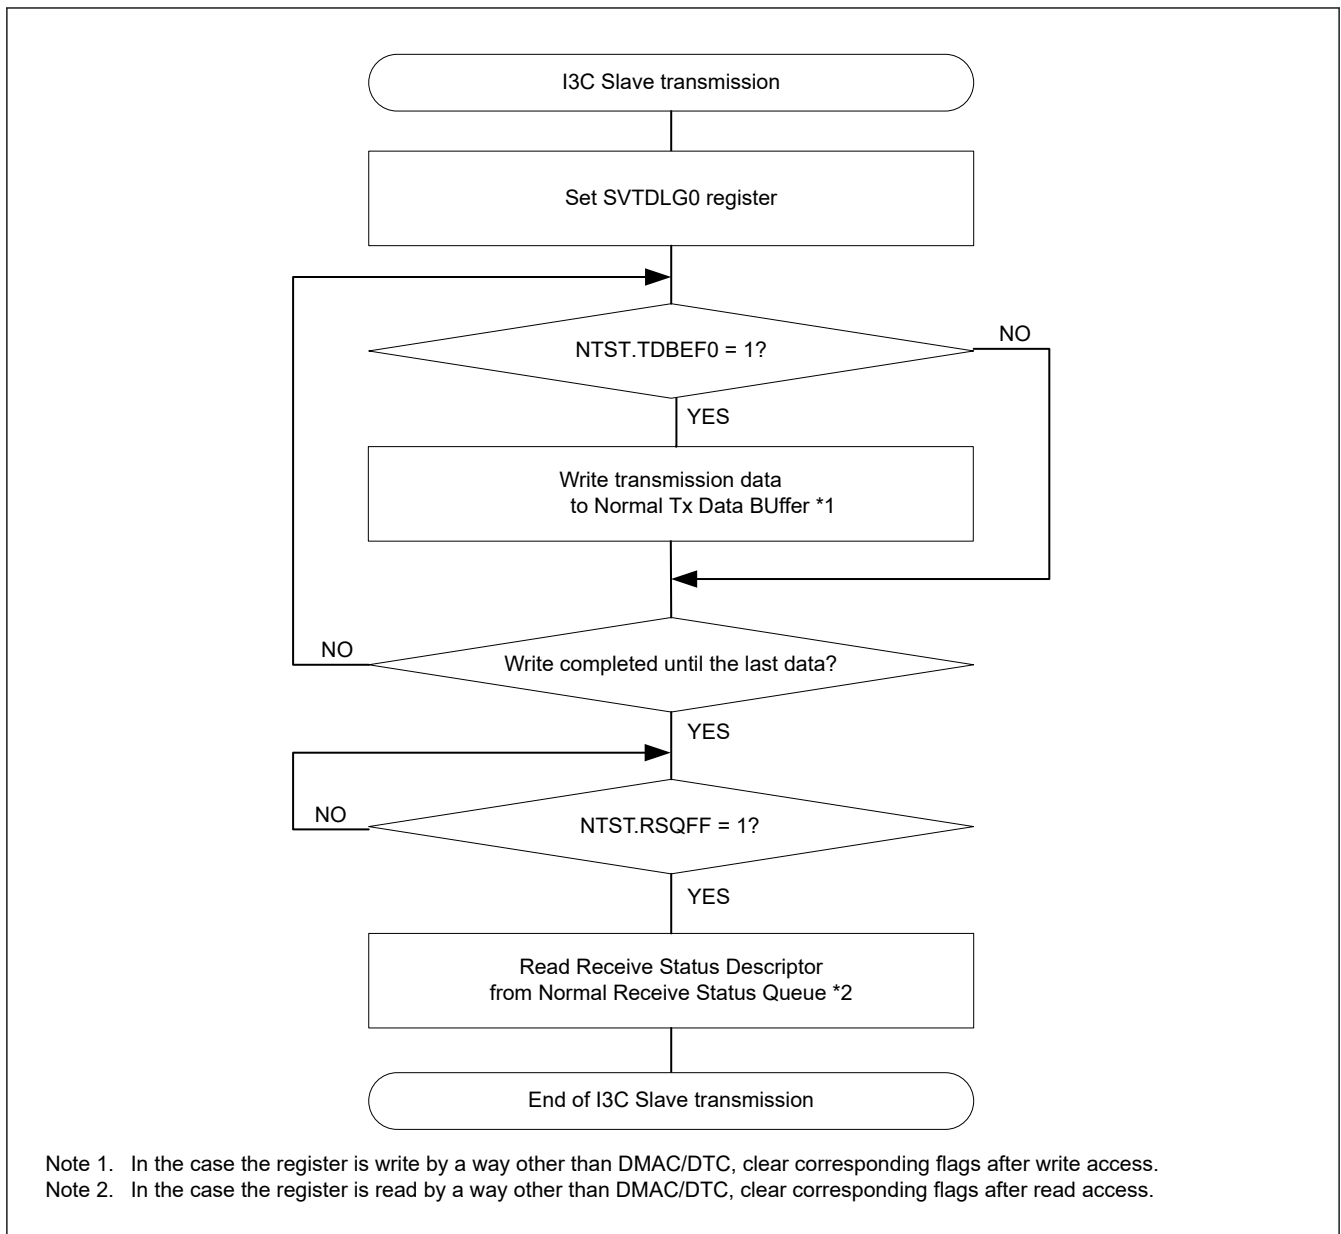 I3C Slave transmission
Set SVTDLG0 register
NTST.TDBEF0 = 1?
NO
YES
Write transmission data
to Normal Tx Data BUffer *1
NO
Write completed until the last data?
YES
NO
NTST.RSQFF = 1?
YES
Read Receive Status Descriptor
from Normal Receive Status Queue *2
End of I3C Slave transmission
Note 1. In the case the register is write by a way other than DMAC/DTC, clear corresponding flags after write access.
Note 2. In the case the register is read by a way other than DMAC/DTC, clear corresponding flags after read access.